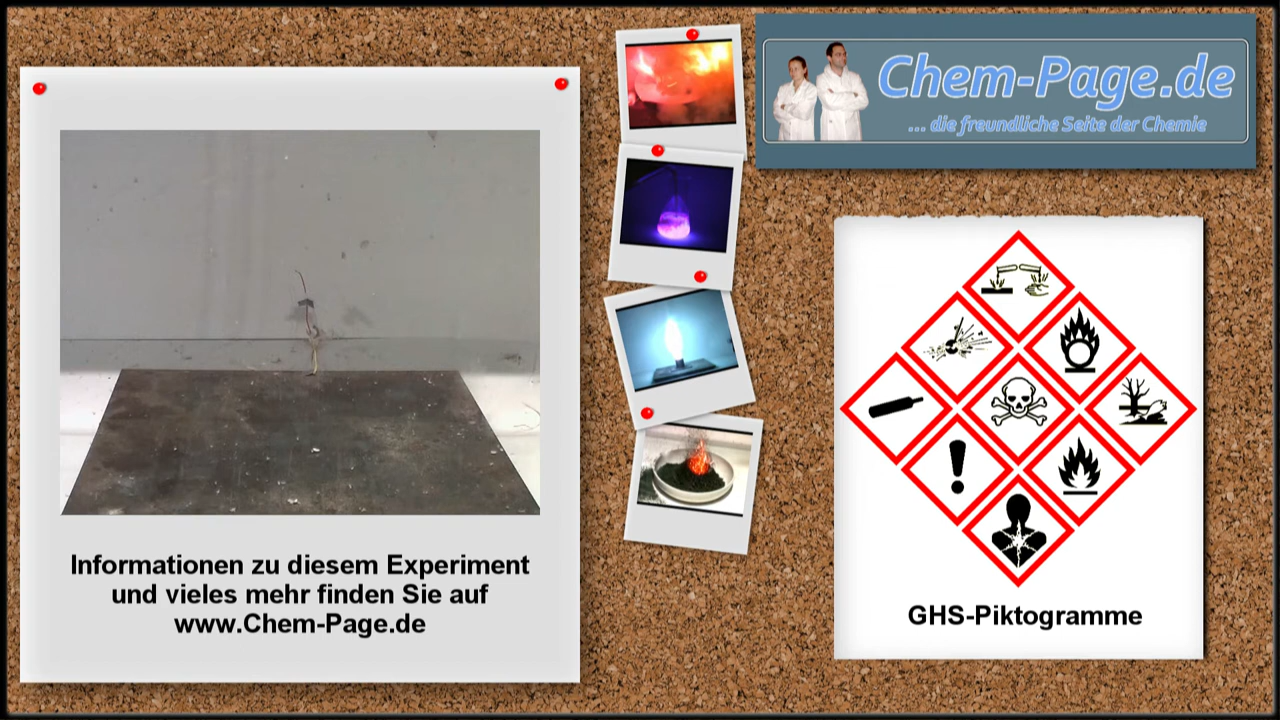 Chem-Page.de
... die freundliche Seite der Chemie
Informationen zu diesem Experiment
und vieles mehr finden Sie auf
www.Chem-Page.de
GHS-Piktogramme